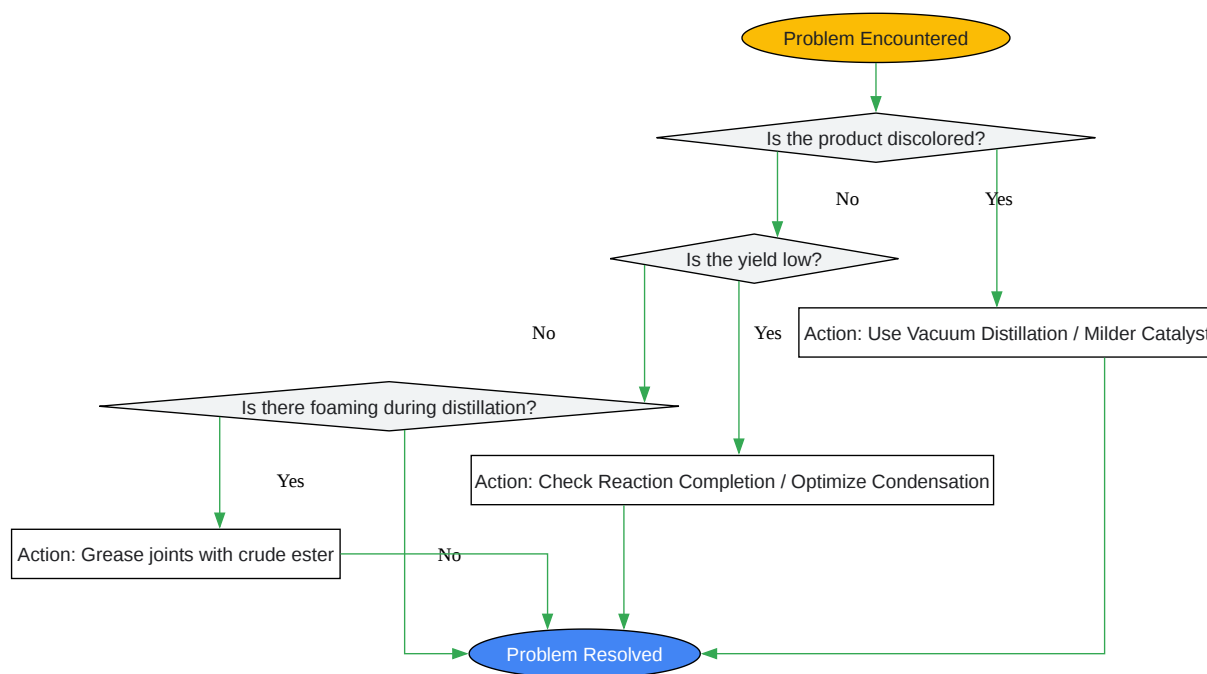 Problem Encountered
Is the product discolored?
No
Yes
Is the yield low?
No
Yes
Action: Use Vacuum Distillation / Milder Catalyst
Is there foaming during distillation?
Yes
Action: Check Reaction Completion / Optimize Condensation
Action: Grease joints with crude ester
No
Problem Resolved